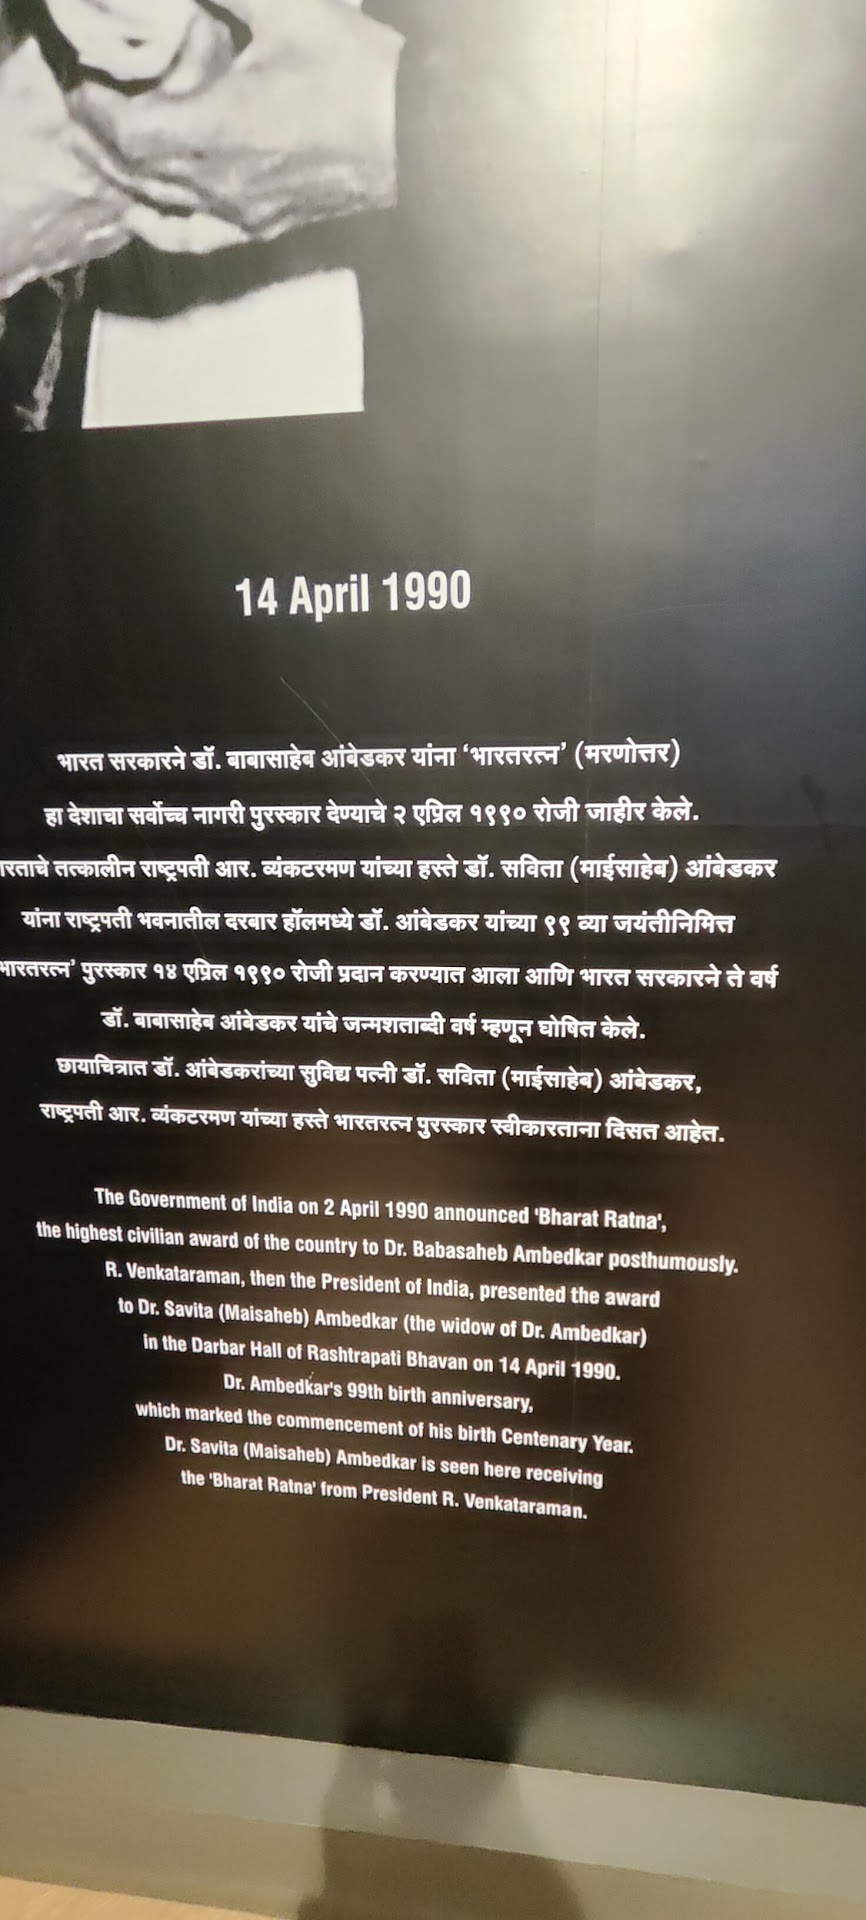 14 April 1990
भारत सरकारने डॉ. बाबासाहेब आंबेडकर यांना ‘भारतरत्न’ (मरणोत्तर)
हा देशाचा सर्वोच्च नागरी पुरस्कार देण्याचे २ एप्रिल १९९० रोजी जाहीर केले.
तत्कालीन राष्ट्रपती आर. व्यंकटरमण यांच्या हस्ते डॉ. सविता (माईसाहेब) आंबेडकर
यांना राष्ट्रपती भवनातील दरबार हॉलमध्ये डॉ. आंबेडकर यांच्या ९९ व्या जयंतीनिमित्त
पुरस्कार १४ एप्रिल १९९० रोजी प्रदान करण्यात आला आणि भारत सरकारने ते वर्ष
डॉ. बाबासाहेब आंबेडकर यांचे जन्मशताब्दी वर्ष म्हणून घोषित केले.
छायाचित्रात डॉ. आंबेडकरांच्या सुविद्य पत्नी डॉ. सविता (माईसाहेब) आंबेडकर,
राष्ट्रपती आर. व्यंकटरमण यांच्या हस्ते भारतरत्न पुरस्कार स्वीकारताना दिसत आहेत.
The Government of India on 2 April 1990 announced 'Bharat Ratna',
the highest civilian award of the country to Dr. Babasaheb Ambedkar posthumously.
R. Venkataraman, then the President of India, presented the award
to Dr. Savita (Maisaheb) Ambedkar (the widow of Dr. Ambedkar)
in the Darbar Hall of Rashtrapati Bhavan on 14 April 1990.
Dr. Ambedkar's 99th birth anniversary,
which marked the commencement of his birth Centenary Year.
Dr. Savita (Maisaheb) Ambedkar is seen here receiving
the 'Bharat Ratna' from President R. Venkataraman.